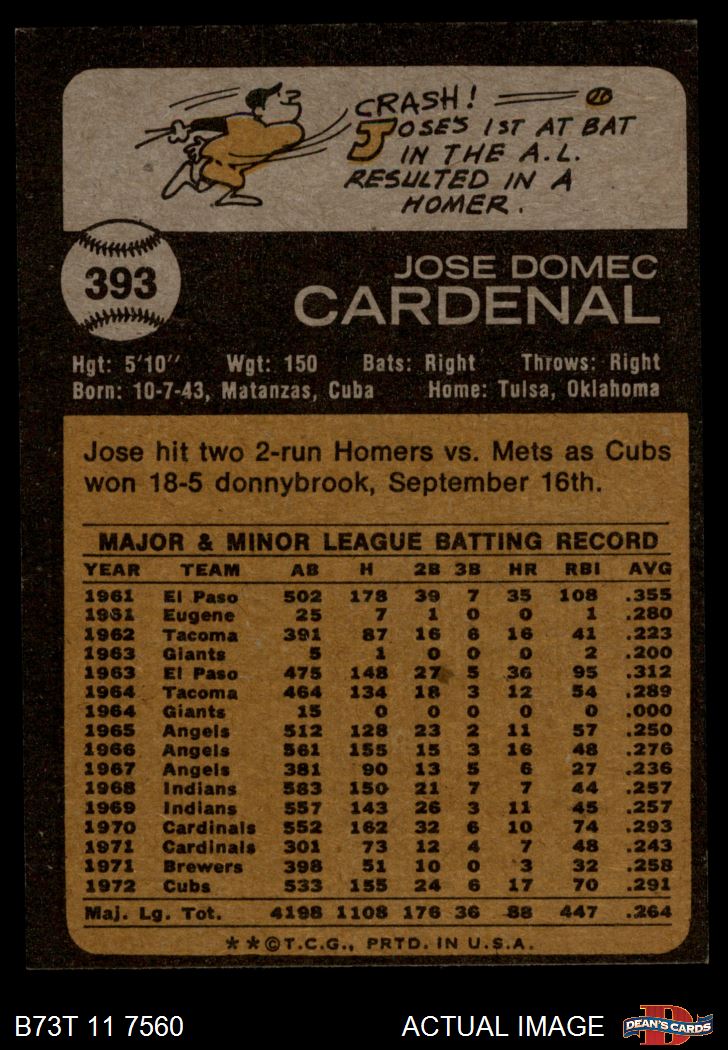 CRASH!
JOSE'S 1ST AT BAT
IN THE A.L.
RESULTED IN A
HOMER.
393
JOSE DOMEC
CARDENAL
Hgt: 5'10" Wgt: 150 Bats: Right Throws: Right
Born: 10-7-43, Matanzas, Cuba Home: Tulsa, Oklahoma
Jose hit two 2-run Homers vs. Mets as Cubs
won 18-5 donnybrook, September 16th.
MAJOR & MINOR LEAGUE BATTING RECORD
YEAR TEAM AB H 2B 3B HR RBI AVG
1961 El Paso 502 178 39 7 35 108 .355
1961 Eugene 25 7 1 0 0 1 .280
1962 Tacoma 391 87 16 6 16 41 .223
1963 Giants 5 1 0 0 0 2 .200
1963 El Paso 475 148 27 5 36 95 .312
1964 Tacoma 464 134 18 3 12 54 .289
1964 Giants 15 0 0 0 0 0 .000
1965 Angels 512 128 23 2 11 57 .250
1966 Angels 561 155 15 3 16 48 .276
1967 Angels 381 90 13 5 6 27 .236
1968 Indians 583 150 21 7 7 44 .257
1969 Indians 557 143 26 3 11 45 .257
1970 Cardinals 552 162 32 6 10 74 .293
1971 Cardinals 301 73 12 4 7 48 .243
1971 Brewers 398 51 10 0 3 32 .258
1972 Cubs 533 155 24 6 17 70 .291
Maj. Lg. Tot. 4198 1108 176 36 88 447 .264
**©T.C.G., PRTD. IN U.S.A.
B73T 11 7560 ACTUAL IMAGE
D
DEAN'S CARDS